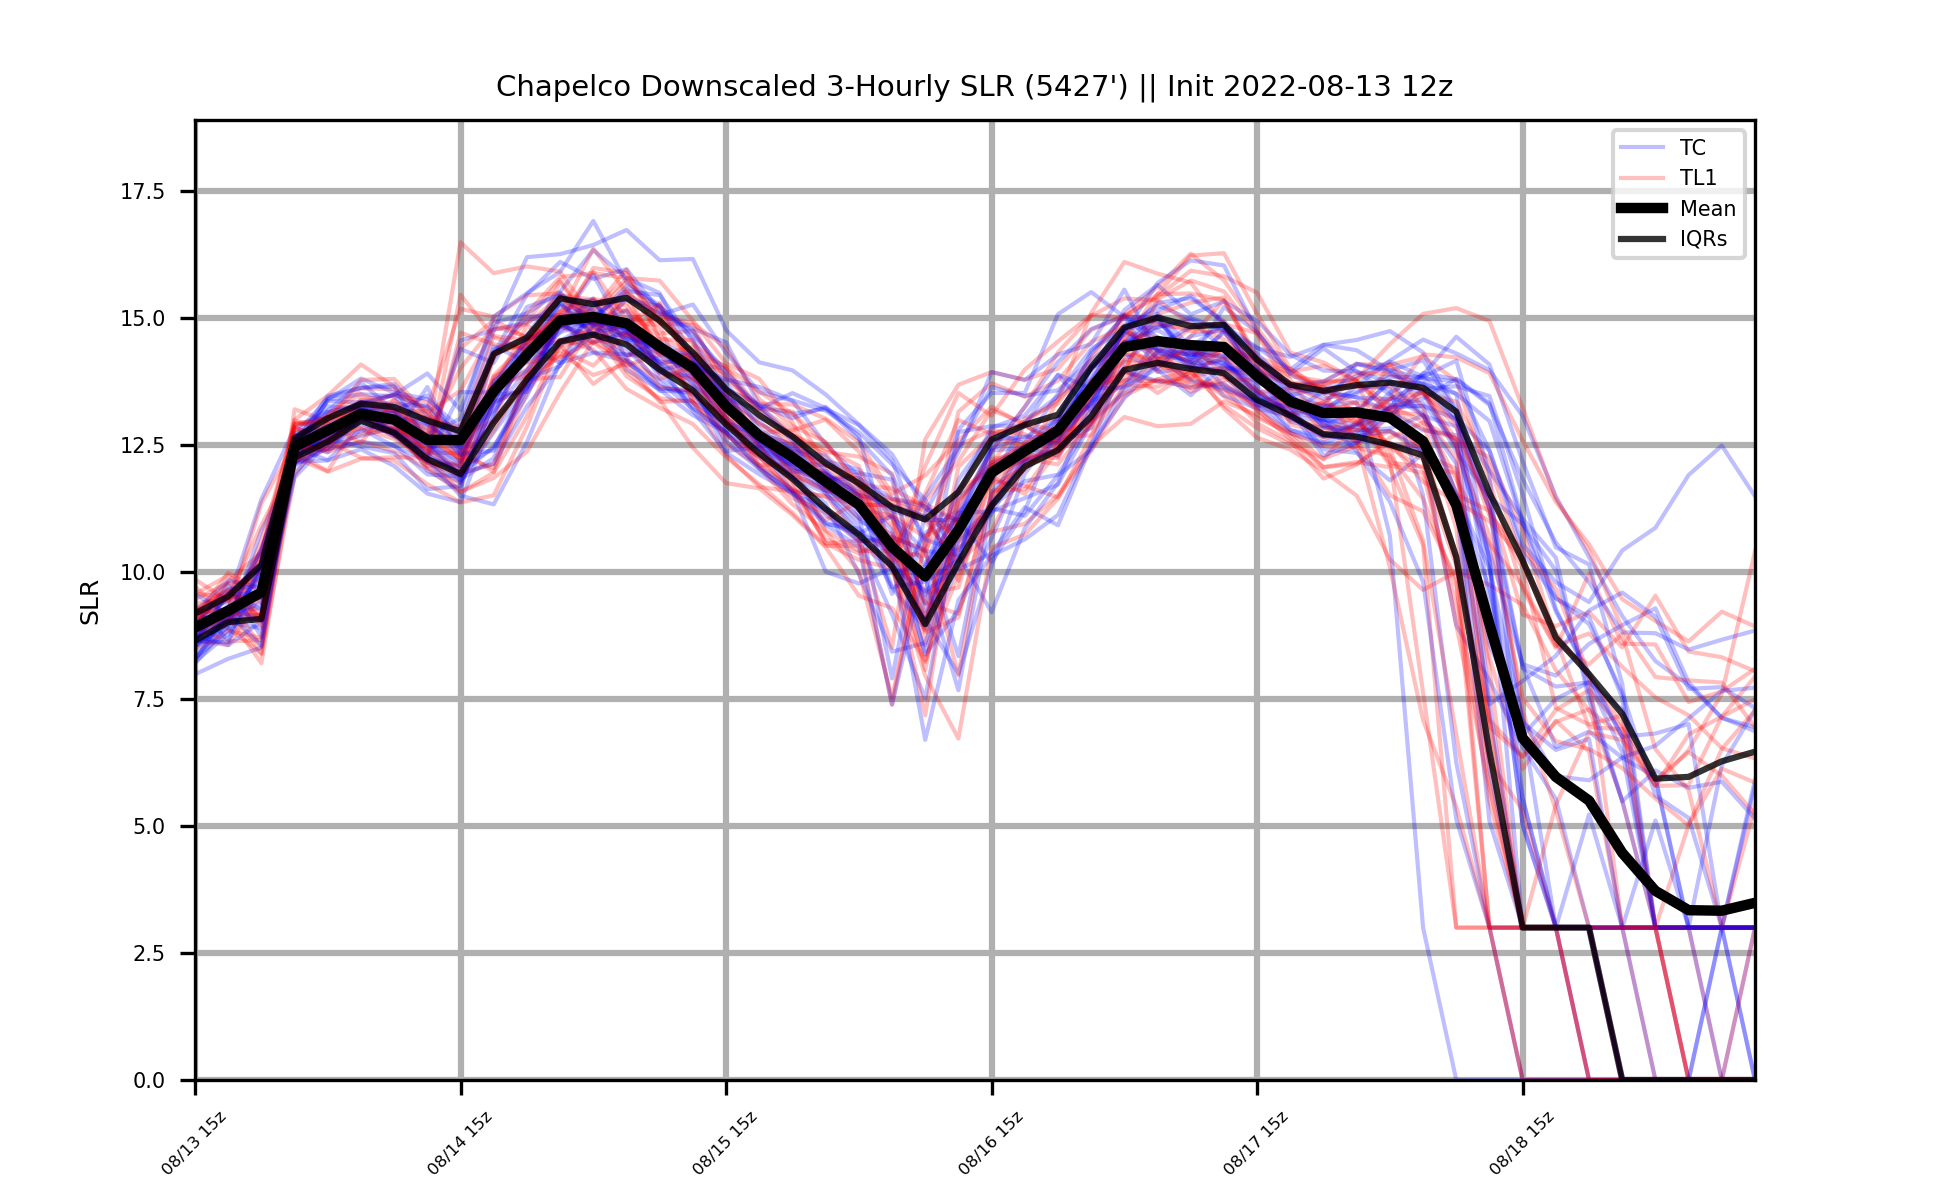 Chapelco Downscaled 3-Hourly SLR (5427') || Init 2022-08-13 12z
TC
TL1
Mean
IQRs
SLR
17.5
15.0
12.5
10.0
7.5
5.0
2.5
0.0
08/13 15z
08/14 15z
08/15 15z
08/16 15z
08/17 15z
08/18 15z